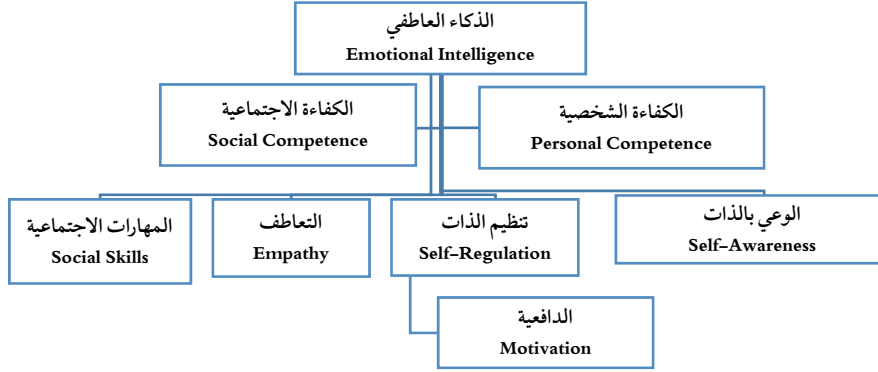 الذكاء العاطفي
Emotional Intelligence
الكفاءة الشخصية
Personal Competence
الكفاءة الاجتماعية
Social Competence
الوعي بالذات
Self-Awareness
تنظيم الذات
Self-Regulation
التعاطف
Empathy
المهارات الاجتماعية
Social Skills
الدافعية
Motivation